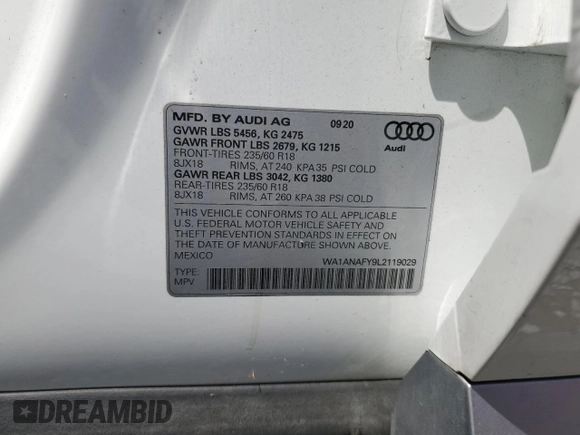 MFD. BY AUDI AG 0920
GVWR LBS 5456, KG 2475
GAWR FRONT LBS 2679, KG 1215
FRONT-TIRES 235/60 R18
8JX18 RIMS, AT 240 KPA 35 PSI COLD
GAWR REAR LBS 3042, KG 1380
REAR-TIRES 235/60 R18
8JX18 RIMS, AT 260 KPA 38 PSI COLD
Audi
THIS VEHICLE CONFORMS TO ALL APPLICABLE
U.S. FEDERAL MOTOR VEHICLE SAFETY AND
THEFT PREVENTION STANDARDS IN EFFECT ON
THE DATE OF MANUFACTURE SHOWN ABOVE.
MEXICO WA1ANAFY9L2119029
TYPE:
MPV
DREAMBID